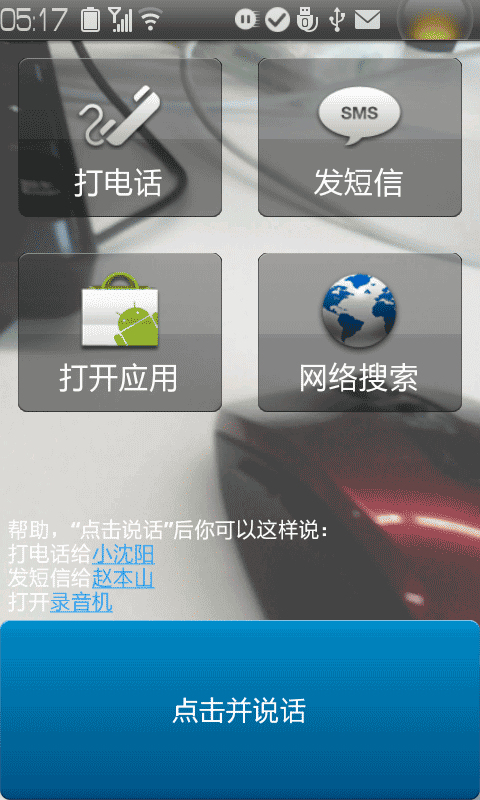 05:17
打电话
SMS
发短信
打开应用
网络搜索
帮助，“点击说话”后你可以这样说：
打电话给小沈阳
发短信给赵本山
打开录音机
点击并说话